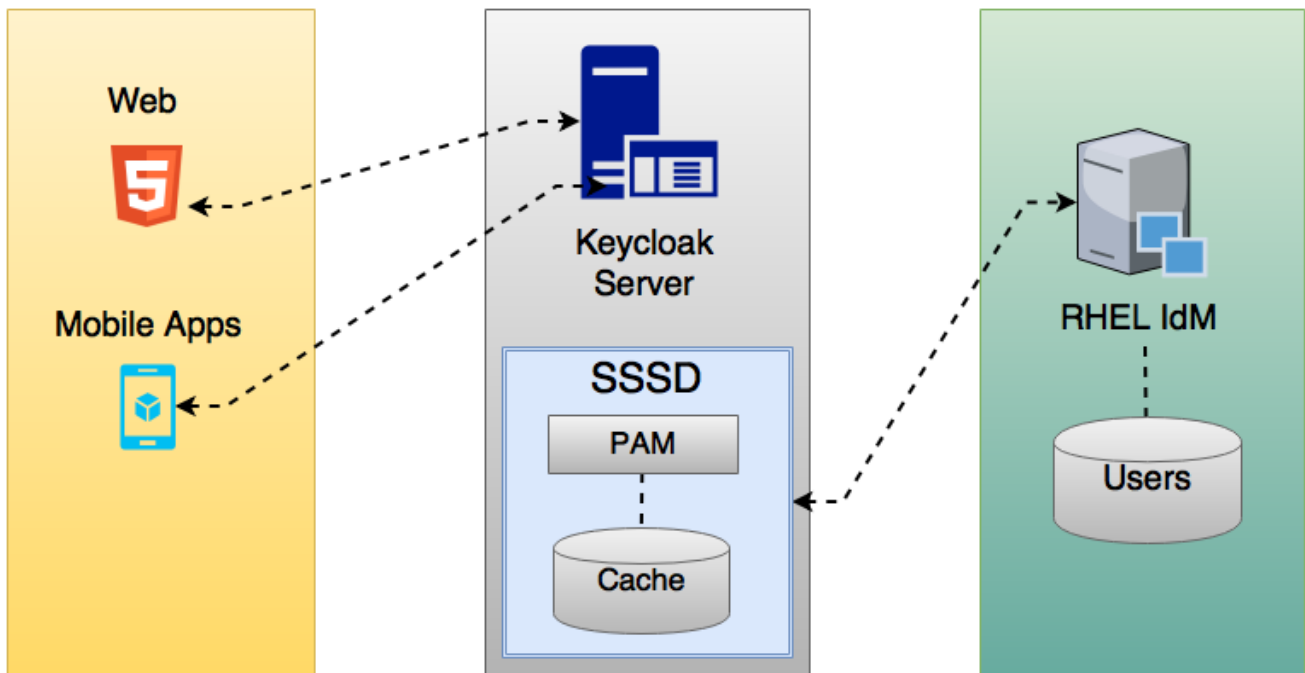 Web
Mobile Apps
Keycloak
Server
SSSD
PAM
Cache
RHEL IdM
Users